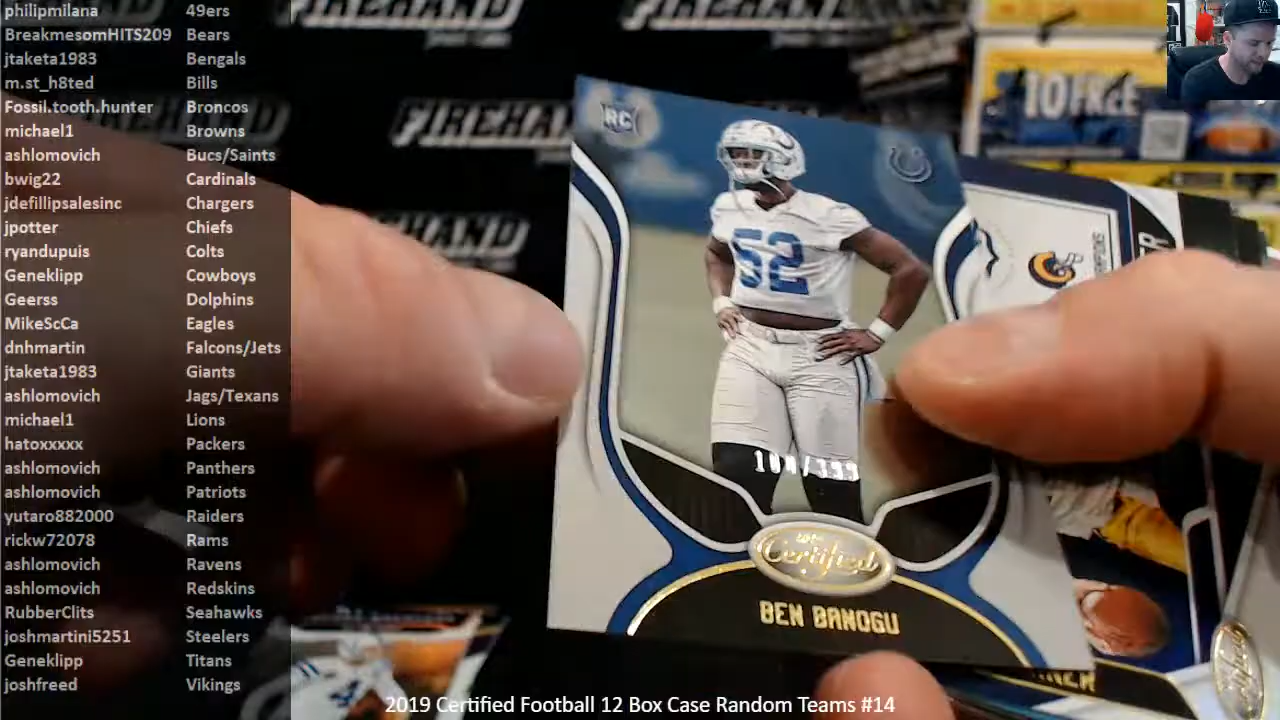 philipmilana 49ers
BreakmesomHITS209 Bears
jtaketa1983 Bengals
m.st_h8ted Bills
Fossil.tooth.hunter Broncos
michael1 Browns
ashlomovich Bucs/Saints
bwig22 Cardinals
jdefillipsalesinc Chargers
jpotter Chiefs
ryandupuis Colts
Geneklipp Cowboys
Geerss Dolphins
MikeScCa Eagles
dnhmartin Falcons/Jets
jtaketa1983 Giants
ashlomovich Jags/Texans
michael1 Lions
hatoxxxxx Packers
ashlomovich Panthers
ashlomovich Patriots
yutaro882000 Raiders
rickw72078 Rams
ashlomovich Ravens
ashlomovich Redskins
RubberClits Seahawks
joshmartini5251 Steelers
Geneklipp Titans
joshfreed Vikings
FIREHAND
RC
52
Certified
BEN BANOGU
2019 Certified Football 12 Box Case Random Teams #14